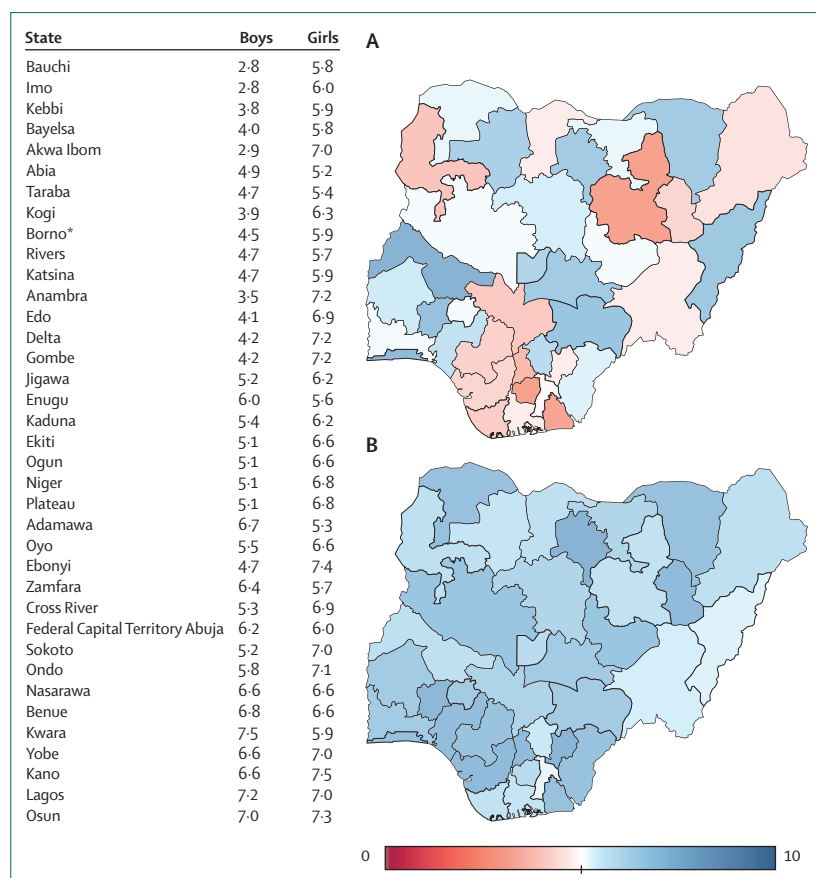 State Boys Girls
Bauchi 2·8 5·8
Imo 2·8 6·0
Kebbi 3·8 5·9
Bayelsa 4·0 5·8
Akwa Ibom 2·9 7·0
Abia 4·9 5·2
Taraba 4·7 5·4
Kogi 3·9 6·3
Borno* 4·5 5·9
Rivers 4·7 5·7
Katsina 4·7 5·9
Anambra 3·5 7·2
Edo 4·1 6·9
Delta 4·2 7·2
Gombe 4·2 7·2
Jigawa 5·2 6·2
Enugu 6·0 5·6
Kaduna 5·4 6·2
Ekiti 5·1 6·6
Ogun 5·1 6·6
Niger 5·1 6·8
Plateau 5·1 6·8
Adamawa 6·7 5·3
Oyo 5·5 6·6
Ebonyi 4·7 7·4
Zamfara 6·4 5·7
Cross River 5·3 6·9
Federal Capital Territory Abuja 6·2 6·0
Sokoto 5·2 7·0
Ondo 5·8 7·1
Nasarawa 6·6 6·6
Benue 6·8 6·6
Kwara 7·5 5·9
Yobe 6·6 7·0
Kano 6·6 7·5
Lagos 7·2 7·0
Osun 7·0 7·3
A
B
0 10